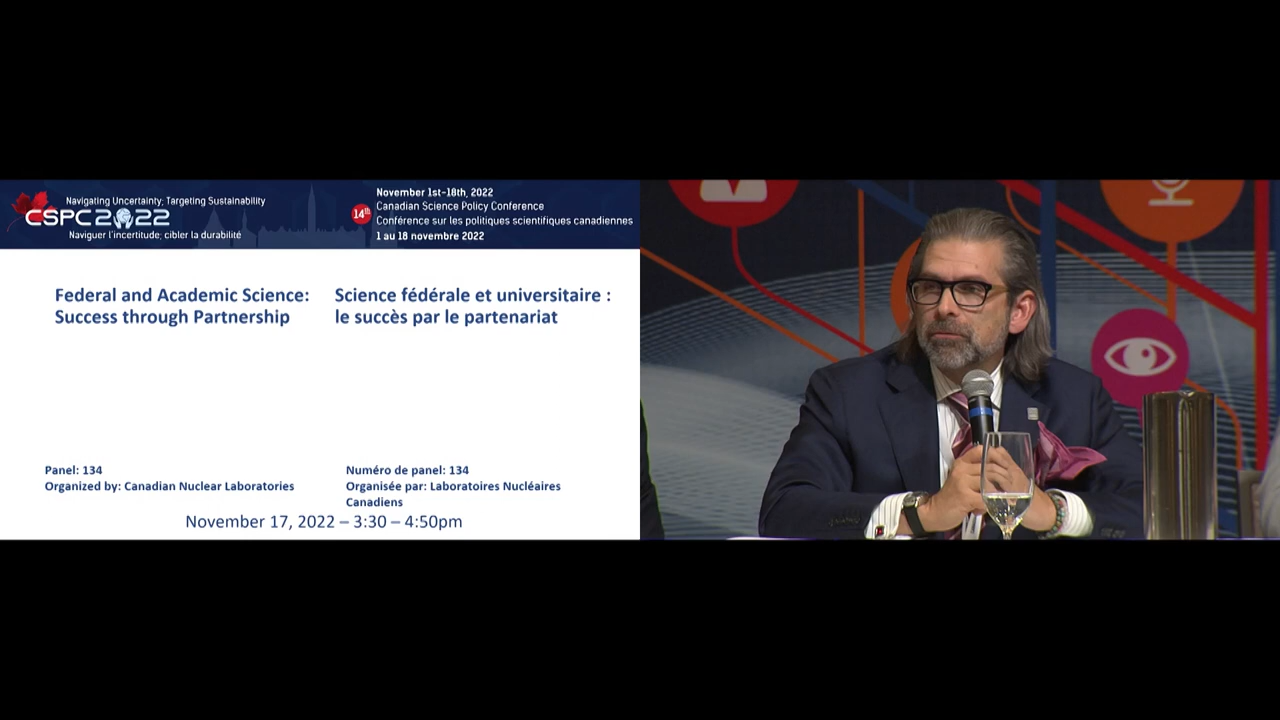 Navigating Uncertainty; Targeting Sustainability
CSPC2022
Naviguer l'incertitude; cibler la durabilité
14th
November 1st-18th, 2022
Canadian Science Policy Conference
Conférence sur les politiques scientifiques canadiennes
1 au 18 novembre 2022
Federal and Academic Science:
Success through Partnership
Science fédérale et universitaire :
le succès par le partenariat
Panel: 134
Organized by: Canadian Nuclear Laboratories
Numéro de panel: 134
Organisée par: Laboratoires Nucléaires
Canadiens
November 17, 2022 – 3:30 – 4:50pm